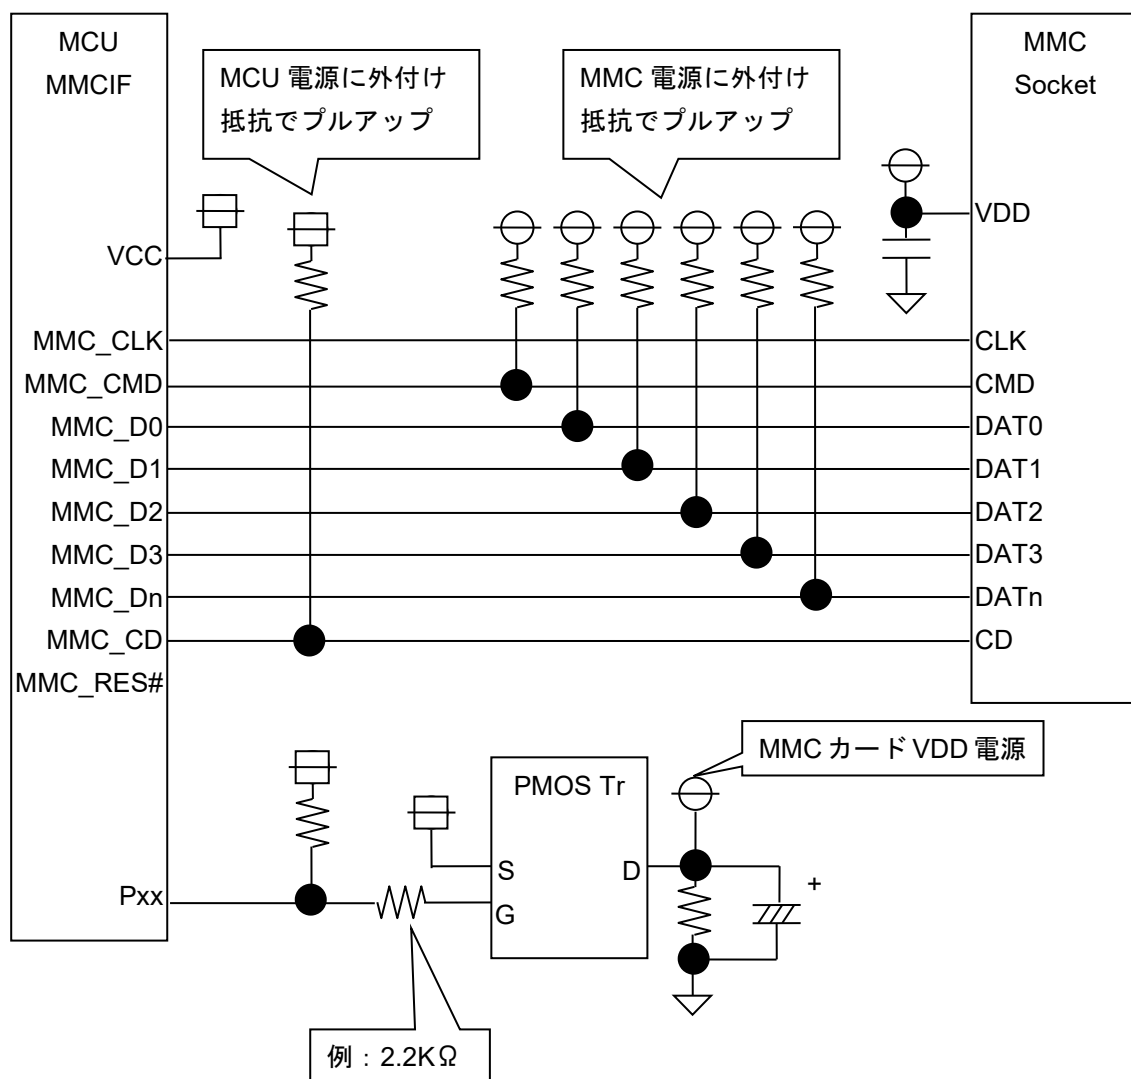 MCU
MMCIF
MCU 電源に外付け
抵抗でプルアップ
MMC 電源に外付け
抵抗でプルアップ
MMC
Socket
VCC
MMC_CLK
MMC_CMD
MMC_D0
MMC_D1
MMC_D2
MMC_D3
MMC_Dn
MMC_CD
MMC_RES#
Pxx
VDD
CLK
CMD
DAT0
DAT1
DAT2
DAT3
DATn
CD
MMC カード VDD 電源
PMOS Tr
S
D
G
+
例：2.2KΩ